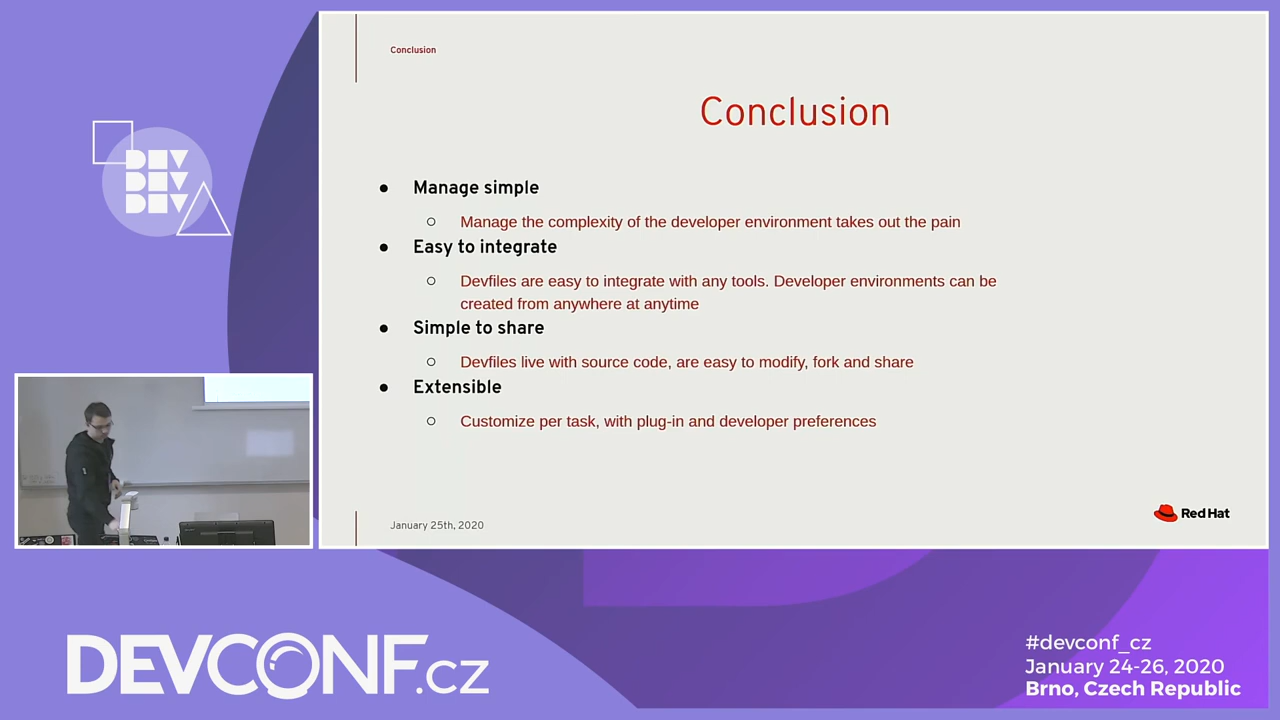 Conclusion
Conclusion
● Manage simple
○ Manage the complexity of the developer environment takes out the pain
● Easy to integrate
○ Devfiles are easy to integrate with any tools. Developer environments can be
created from anywhere at anytime
● Simple to share
○ Devfiles live with source code, are easy to modify, fork and share
● Extensible
○ Customize per task, with plug-in and developer preferences
January 25th, 2020
Red Hat
DEV
DEV
DEV
DEVCONF.cz
#devconf_cz
January 24-26, 2020
Brno, Czech Republic